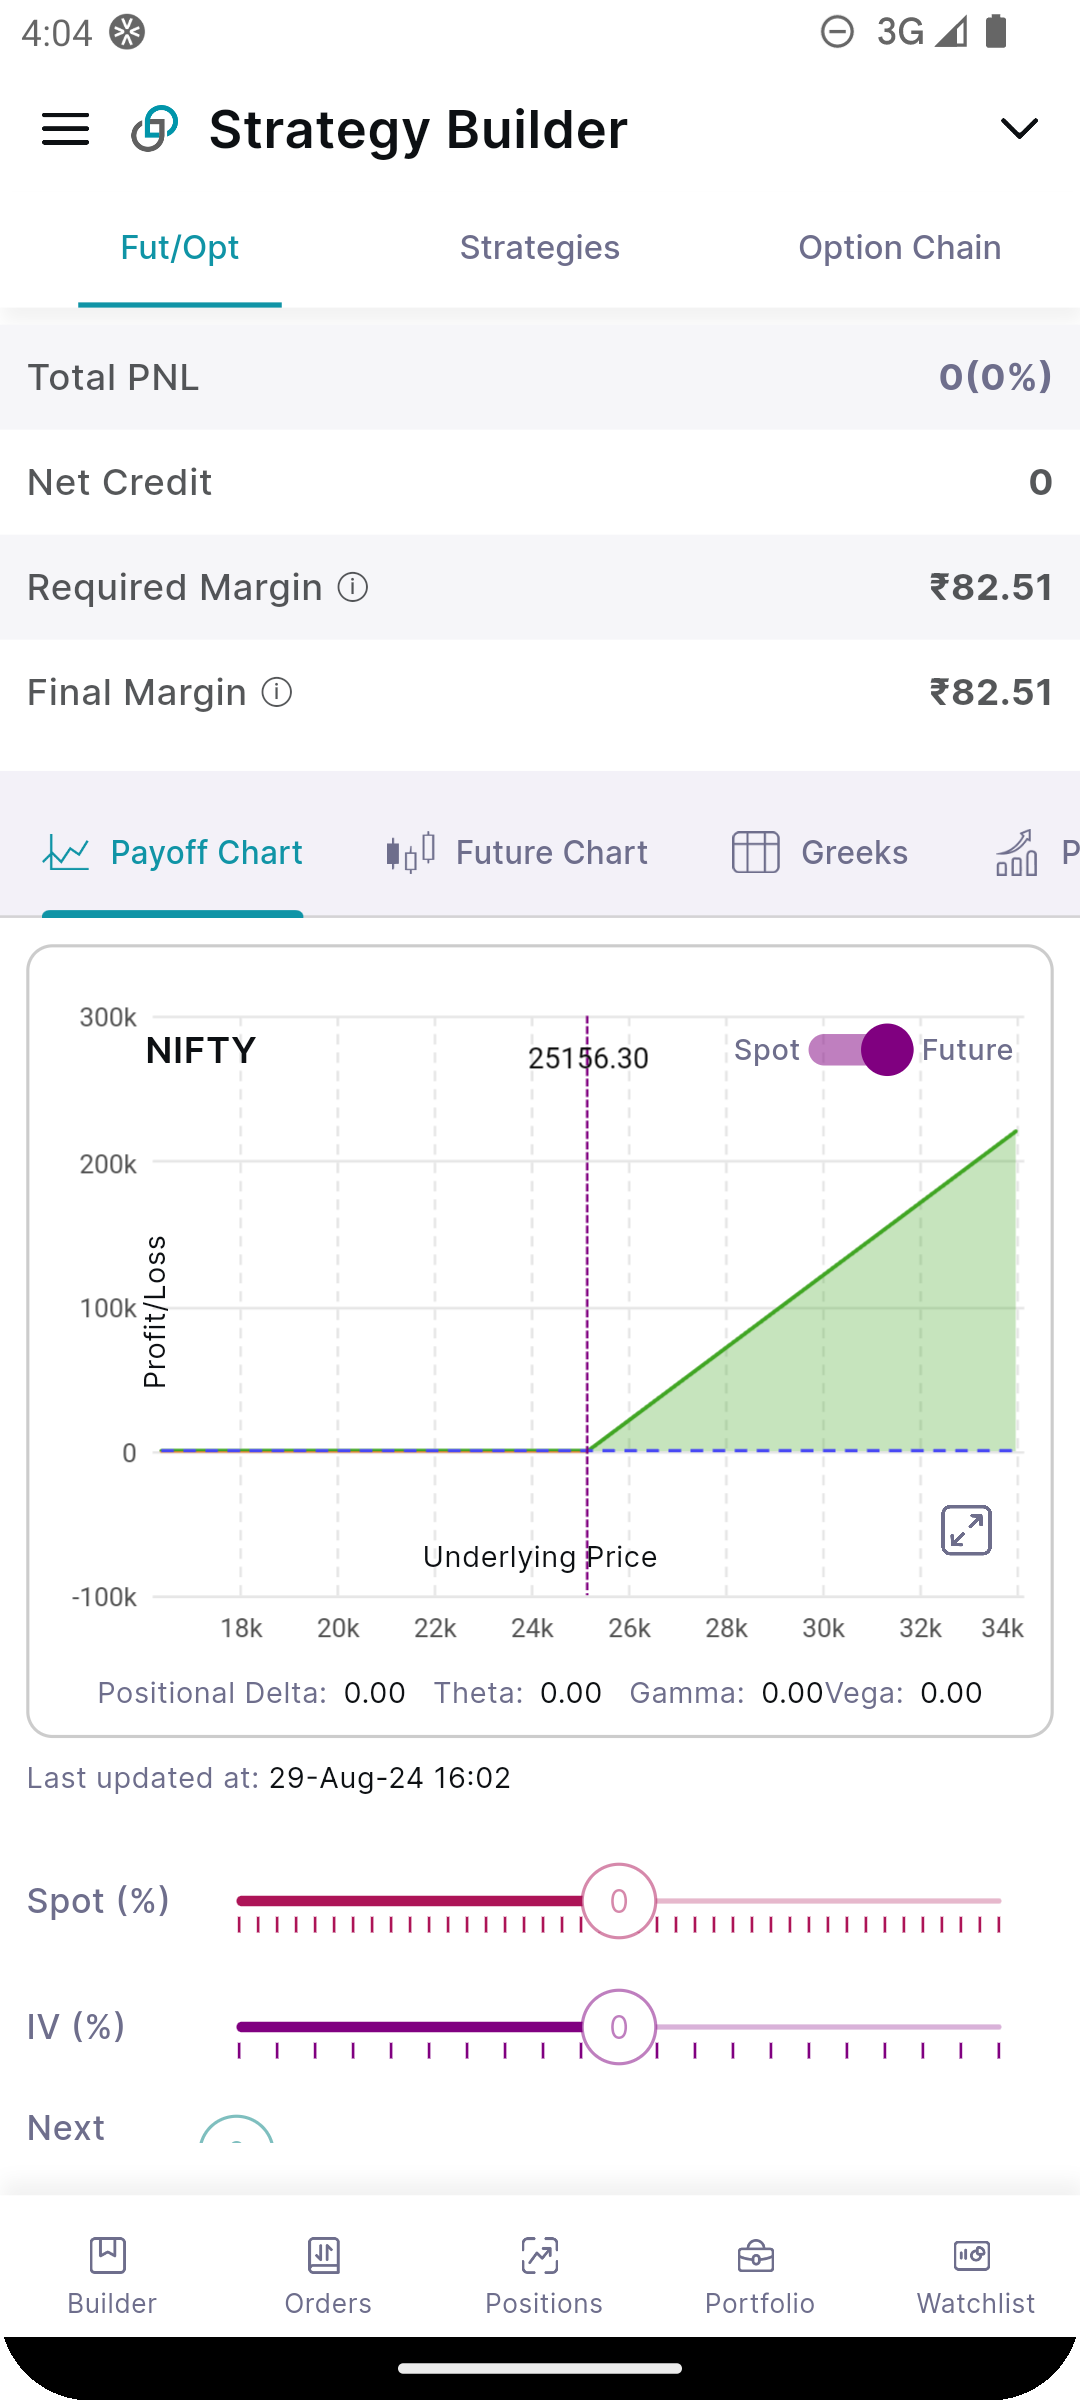 4:04 3G
Strategy Builder
Fut/Opt Strategies Option Chain
Total PNL 0(0%)
Net Credit 0
Required Margin ₹82.51
Final Margin ₹82.51
Payoff Chart Future Chart Greeks P
300k
NIFTY 25156.30 Spot Future
200k
Profit/Loss
100k
0
Underlying Price
-100k
18k 20k 22k 24k 26k 28k 30k 32k 34k
Positional Delta: 0.00 Theta: 0.00 Gamma: 0.00Vega: 0.00
Last updated at: 29-Aug-24 16:02
Spot (%) 0
IV (%) 0
Next
Builder Orders Positions Portfolio Watchlist